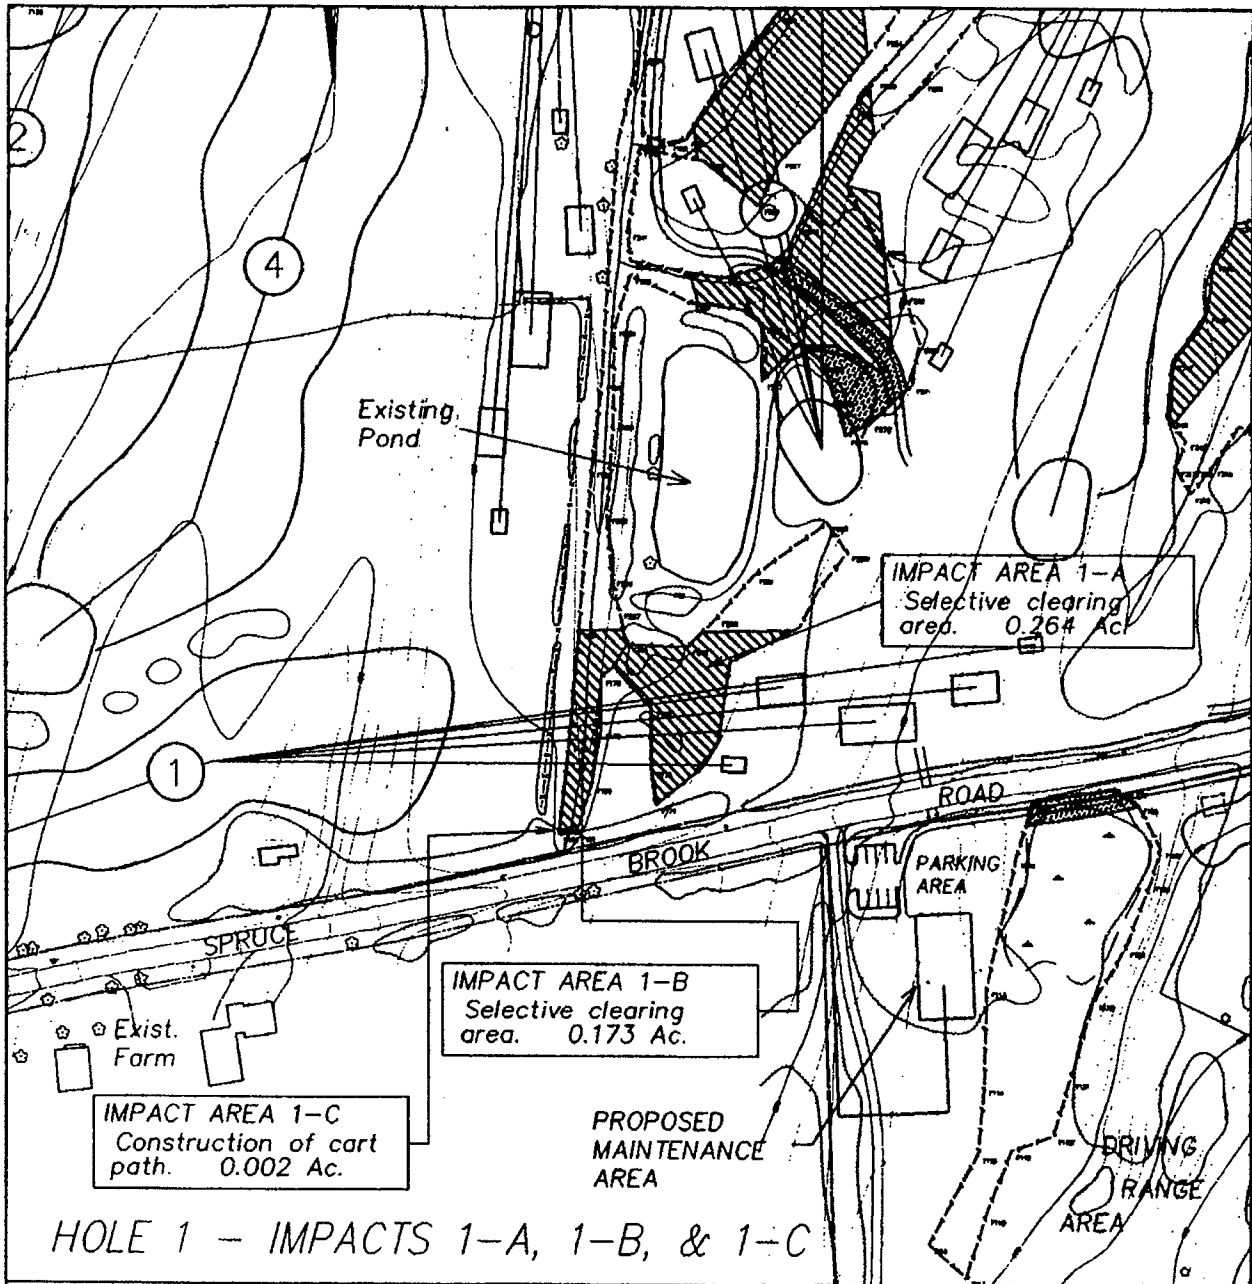 2
4
Existing
Pond
IMPACT AREA 1-A
Selective clearing
area. 0.264 Ac.
1
ROAD
BROOK
SPRUCE
PARKING
AREA
IMPACT AREA 1-B
Selective clearing
area. 0.173 Ac.
Exist.
Farm
IMPACT AREA 1-C
Construction of cart
path. 0.002 Ac.
PROPOSED
MAINTENANCE
AREA
DRIVING
RANGE
AREA
HOLE 1 - IMPACTS 1-A, 1-B, & 1-C